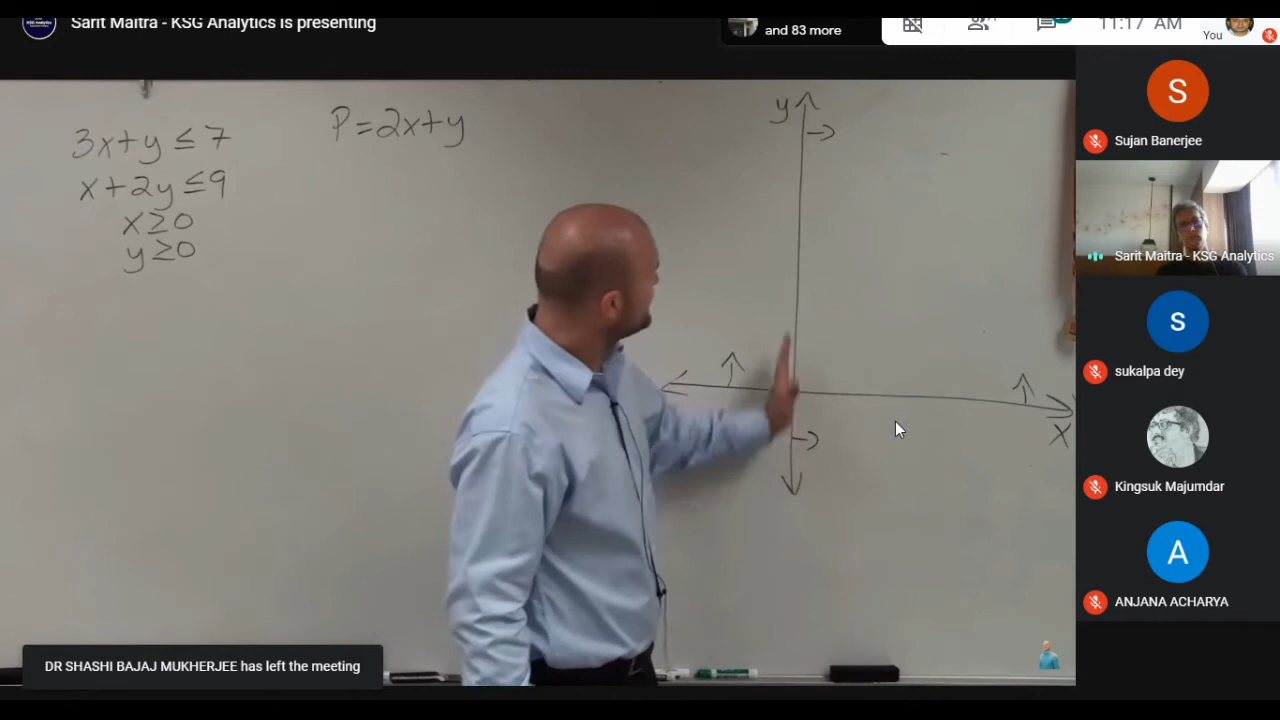 Sarit Maitra - KSG Analytics is presenting
and 83 more
11:17 AM
You
3x+y ≤ 7
x+2y ≤9
x≥0
y≥0
P=2x+y
y
x
S
Sujan Banerjee
Sarit Maitra - KSG Analytics
s
sukalpa dey
Kingsuk Majumdar
A
ANJANA ACHARYA
DR SHASHI BAJAJ MUKHERJEE has left the meeting